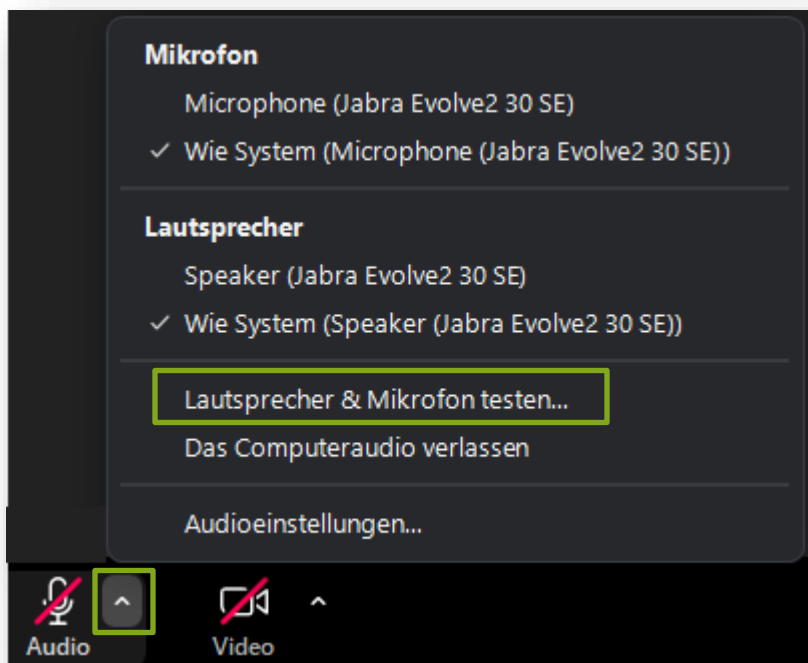 Mikrofon
Microphone (Jabra Evolve2 30 SE)
Wie System (Microphone (Jabra Evolve2 30 SE))
Lautsprecher
Speaker (Jabra Evolve2 30 SE)
Wie System (Speaker (Jabra Evolve2 30 SE))
Lautsprecher & Mikrofon testen...
Das Computeraudio verlassen
Audioeinstellungen...
Audio
Video